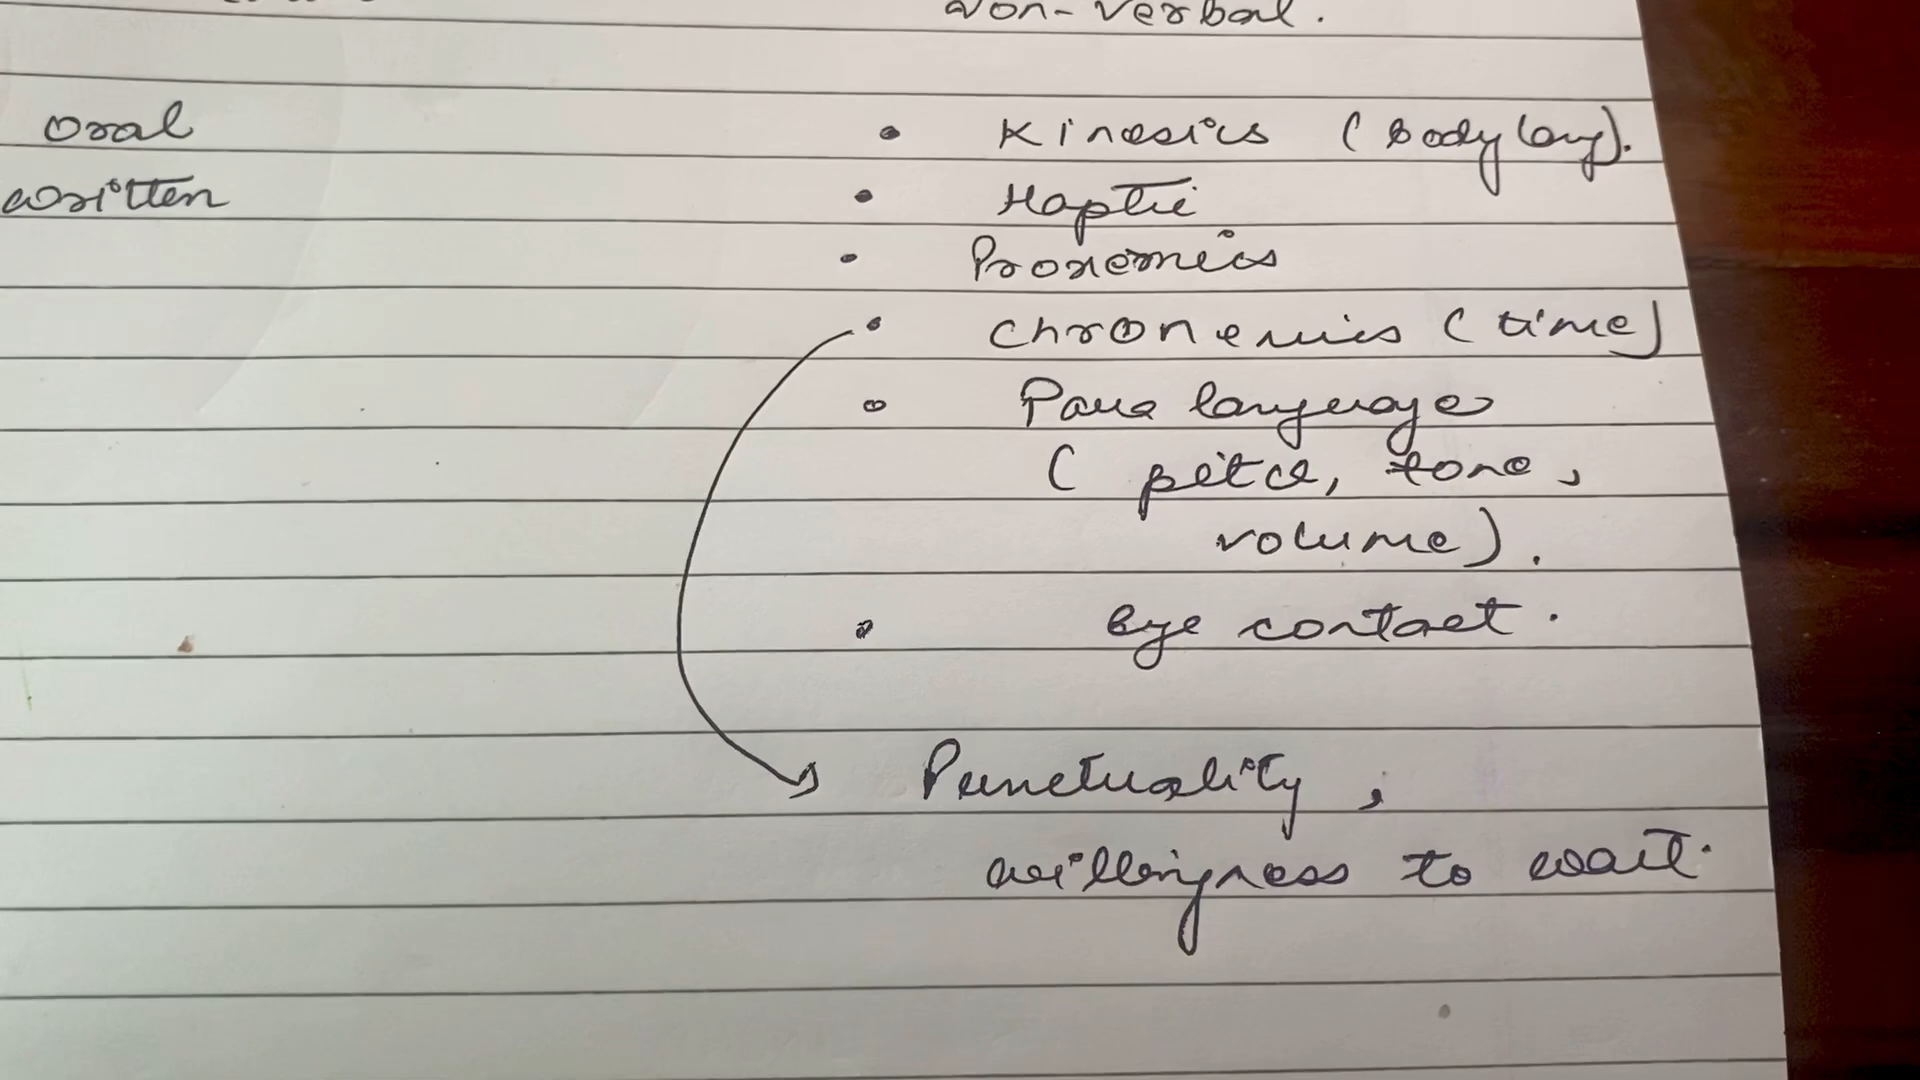 Non-Verbal.
oral
• Kinesics (body lang).
written
• Haptic
• Proxemics
• Chronemics (time)
• Para language
( pitch, tone,
volume).
• eye contact.
Punctuality,
willingness to wait.